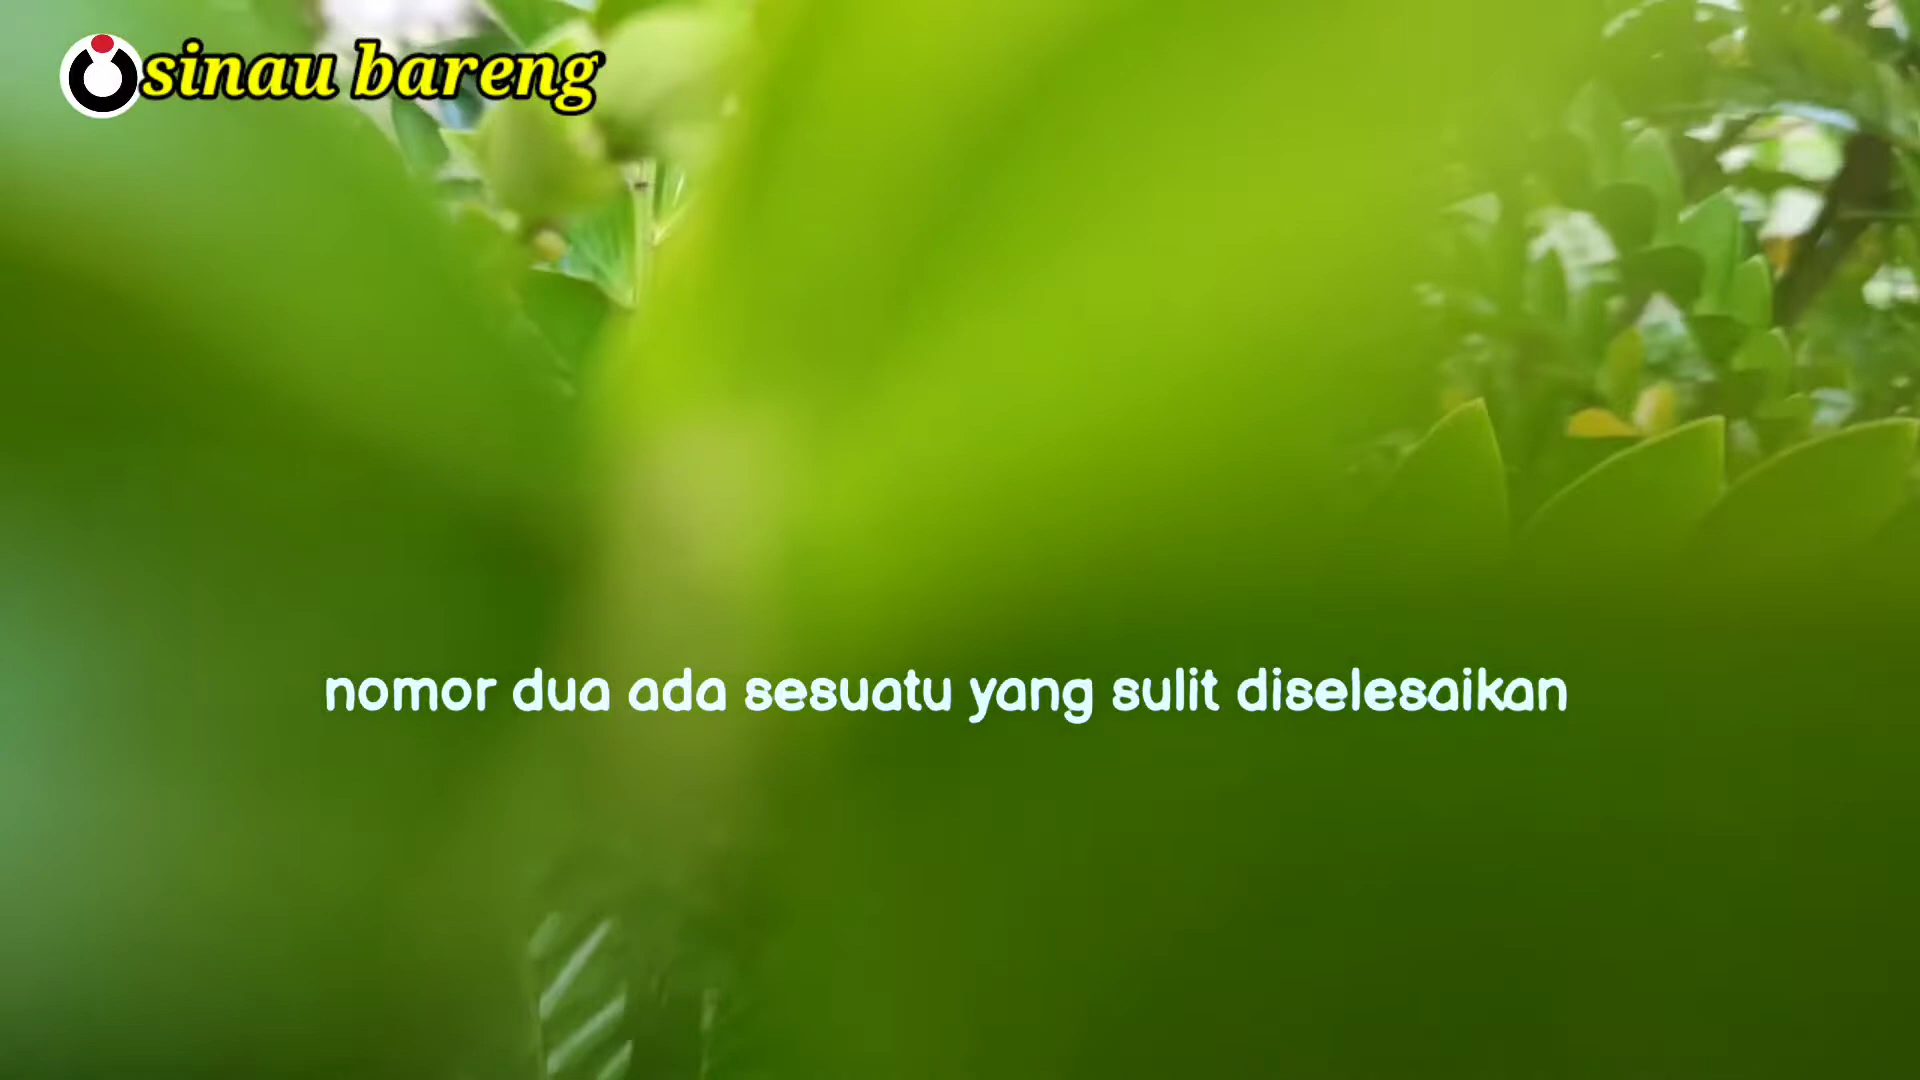 sinau bareng
nomor dua ada sesuatu yang sulit diselesaikan